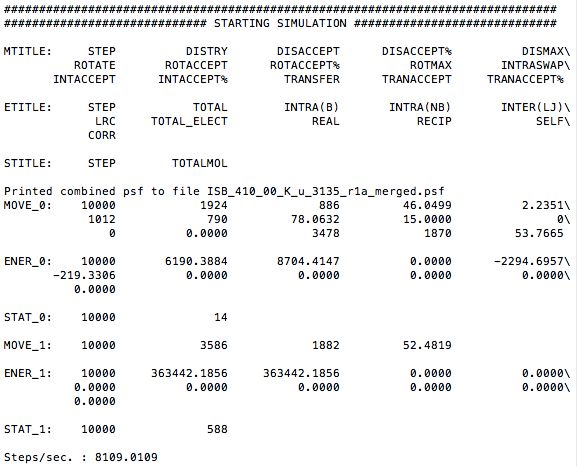 ###############################################################################
############################# STARTING SIMULATION #############################
MTITLE: STEP DISTRY DISACCEPT DISACCEPT% DISMAX\
ROTATE ROTACCEPT ROTACCEPT% ROTMAX INTRASWAP\
INTACCEPT INTACCEPT% TRANSFER TRANACCEPT TRANACCEPT%
ETITLE: STEP TOTAL INTRA(B) INTRA(NB) INTER(LJ)\
LRC TOTAL_ELECT REAL RECIP SELF\
CORR
STITLE: STEP TOTALMOL
Printed combined psf to file ISB_410_00_K_u_3135_r1a_merged.psf
MOVE_0: 10000 1924 886 46.0499 2.2351\
1012 790 78.0632 15.0000 0\
0 0.0000 3478 1870 53.7665
ENER_0: 10000 6190.3884 8704.4147 0.0000 -2294.6957\
-219.3306 0.0000 0.0000 0.0000 0.0000\
0.0000
STAT_0: 10000 14
MOVE_1: 10000 3586 1882 52.4819
ENER_1: 10000 363442.1856 363442.1856 0.0000 0.0000\
0.0000 0.0000 0.0000 0.0000 0.0000\
0.0000
STAT_1: 10000 588
Steps/sec. : 8109.0109